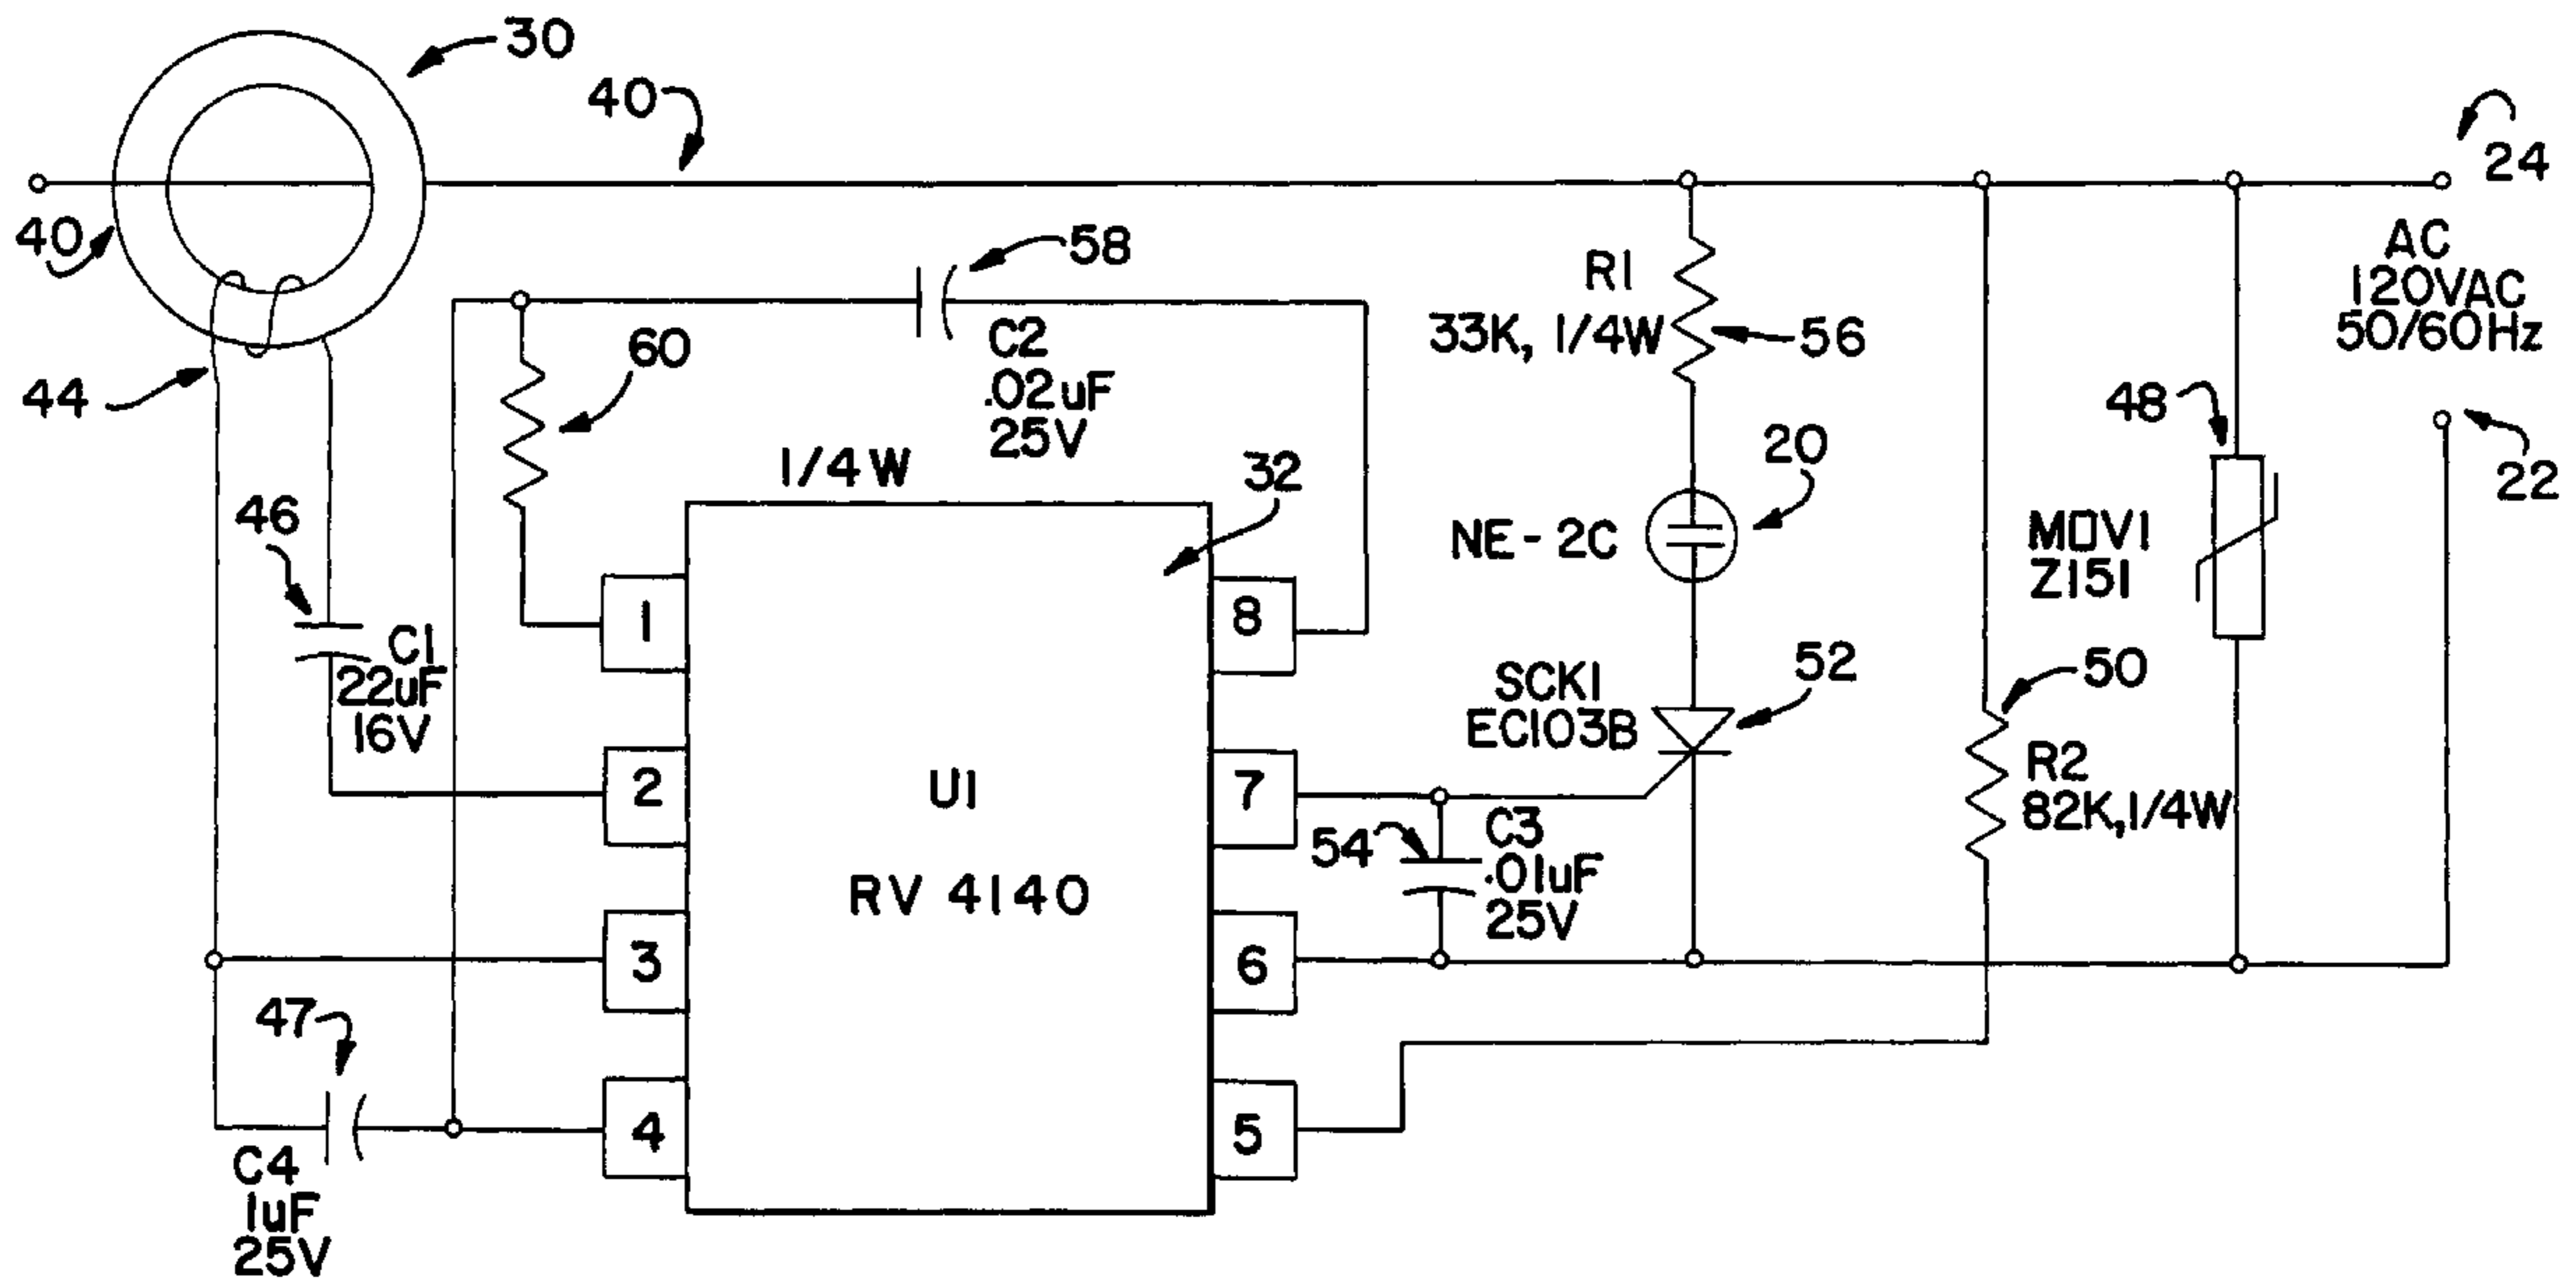 30
40
24
40
58
AC
120VAC
50/60Hz
R1
33K, 1/4W
56
60
C2
.02uF
25V
44
48
20
22
1/4W
32
46
NE-2C
MOV1
Z151
1
8
C1
22uF
16V
SCK1
EC103B
52
50
2
U1
7
R2
82K,1/4W
54
C3
.01uF
25V
RV 4140
3
6
47
4
5
C4
1uF
25V